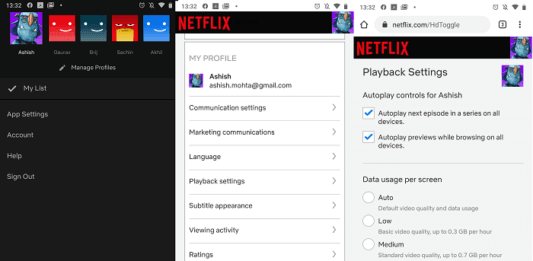 13:32
Ashish
Gaurav
Brij
Sachin
Akhil
Manage Profiles
My List
App Settings
Account
Help
Sign Out
13:32
NETFLIX
MY PROFILE
Ashish
ashish.mohta@gmail.com
Communication settings
Marketing communications
Language
Playback settings
Subtitle appearance
Viewing activity
Ratings
13:32
netflix.com/HdToggle
3
NETFLIX
Playback Settings
Autoplay controls for Ashish
Autoplay next episode in a series on all
devices.
Autoplay previews while browsing on all
devices.
Data usage per screen
Auto
Default video quality and data usage
Low
Basic video quality, up to 0.3 GB per hour
Medium
Standard video quality, up to 0.7 GB per hour